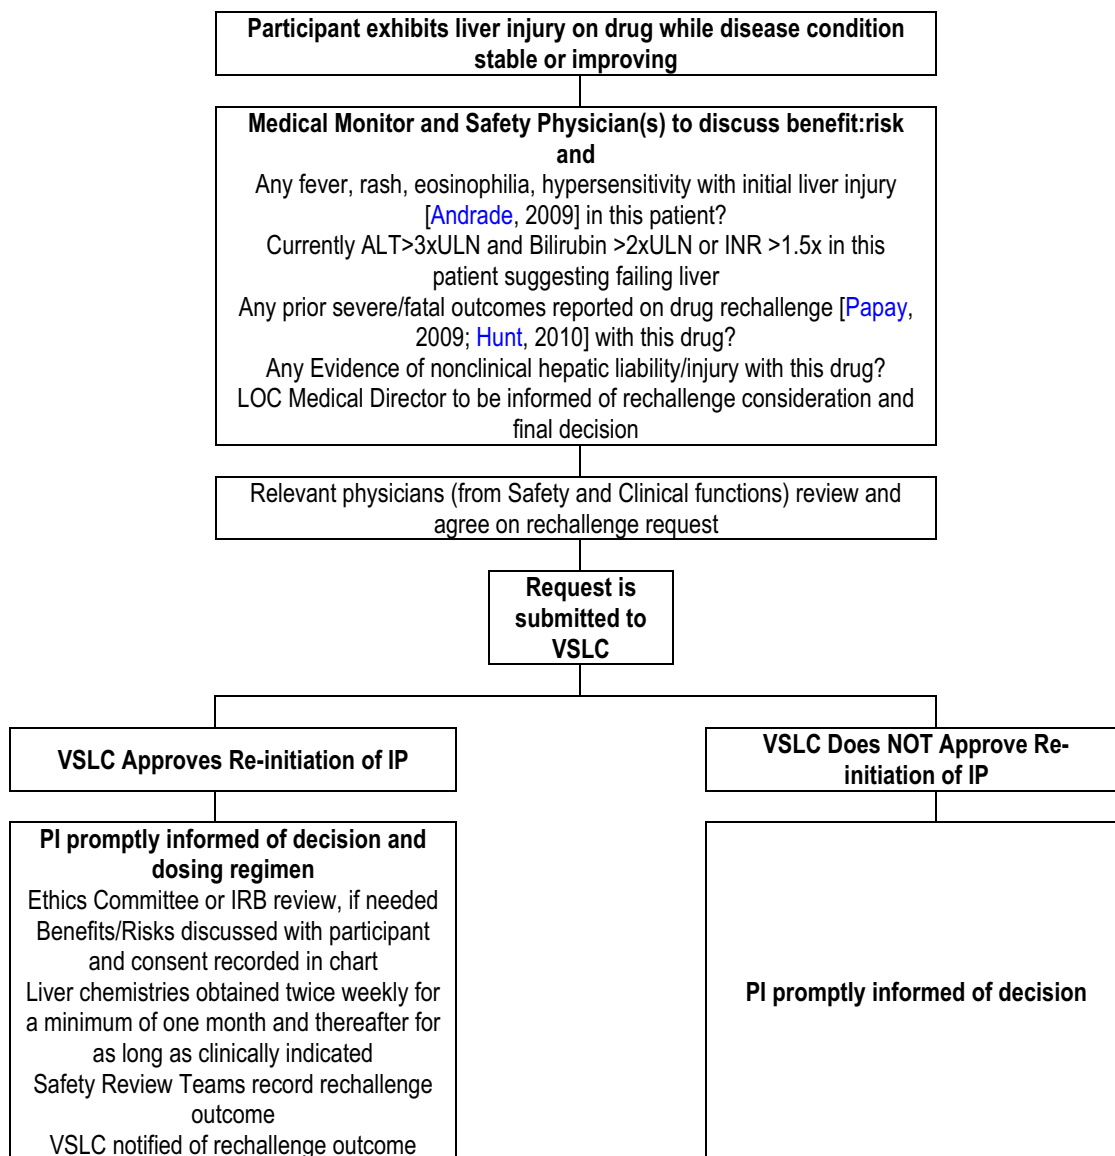 Participant exhibits liver injury on drug while disease condition
stable or improving
Medical Monitor and Safety Physician(s) to discuss benefit:risk
and
Any fever, rash, eosinophilia, hypersensitivity with initial liver injury
[Andrade, 2009] in this patient?
Currently ALT>3xULN and Bilirubin >2xULN or INR >1.5x in this
patient suggesting failing liver
Any prior severe/fatal outcomes reported on drug rechallenge [Papay,
2009; Hunt, 2010] with this drug?
Any Evidence of nonclinical hepatic liability/injury with this drug?
LOC Medical Director to be informed of rechallenge consideration and
final decision
Relevant physicians (from Safety and Clinical functions) review and
agree on rechallenge request
Request is
submitted to
VSLC
VSLC Approves Re-initiation of IP
VSLC Does NOT Approve Re-
initiation of IP
PI promptly informed of decision and
dosing regimen
Ethics Committee or IRB review, if needed
Benefits/Risks discussed with participant
and consent recorded in chart
Liver chemistries obtained twice weekly for
a minimum of one month and thereafter for
as long as clinically indicated
Safety Review Teams record rechallenge
outcome
VSLC notified of rechallenge outcome
PI promptly informed of decision